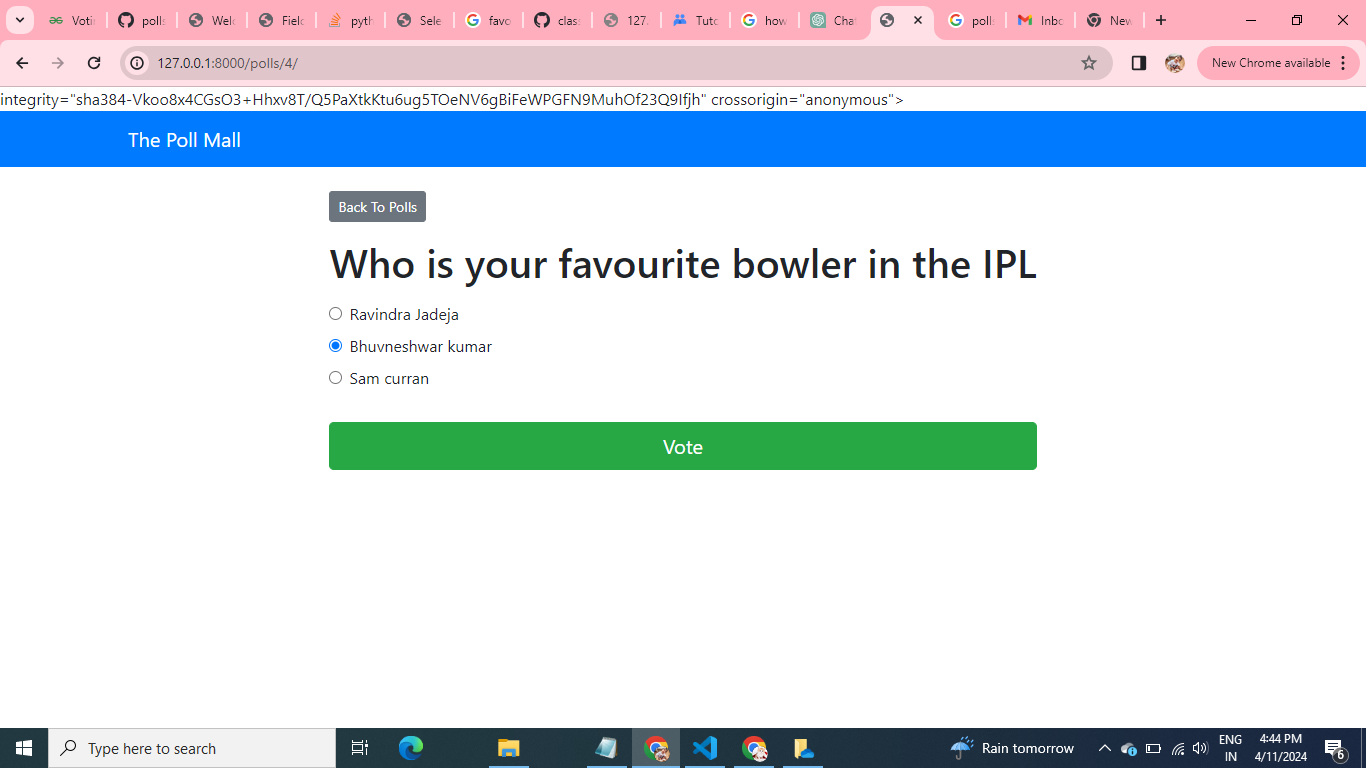 Votin
polls
Welc
Field
pyth
Sele
favo
class
127.
Tuto
how
Chat
polls
Inbo
New
127.0.0.1:8000/polls/4/
New Chrome available
integrity="sha384-Vkoo8x4CGsO3+Hhxv8T/Q5PaXtkKtu6ug5TOeNV6gBiFeWPGFN9MuhOf23Q9Ifjh" crossorigin="anonymous">
The Poll Mall
Back To Polls
Who is your favourite bowler in the IPL
Ravindra Jadeja
Bhuvneshwar kumar
Sam curran
Vote
Type here to search
Rain tomorrow
ENG
IN
4:44 PM
4/11/2024
6